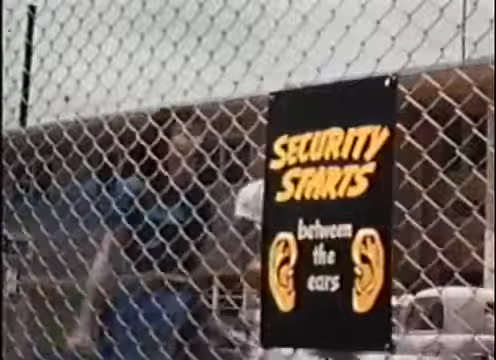 SECURITY
STARTS
between
the
ears